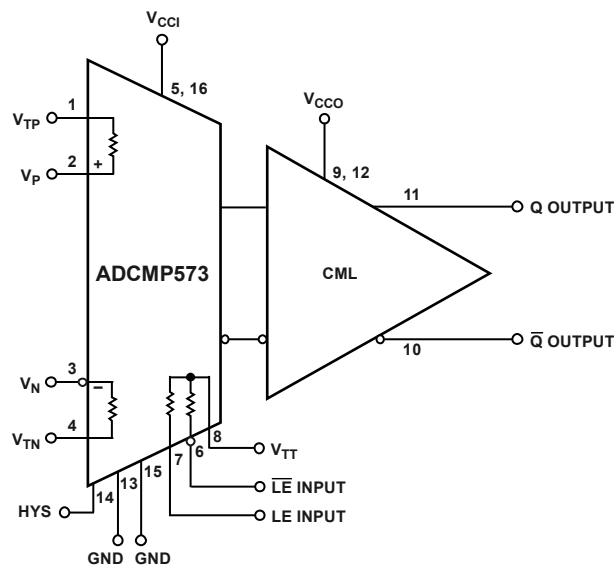 VCCI
5, 16
1
VTP
VCCO
2
VP
+
9, 12
11
Q OUTPUT
ADCMP573
CML
3
VN
–
10
Q̅ OUTPUT
4
VTN
8
VTT
6
7
15
13
14
L̅E̅ INPUT
HYS
LE INPUT
GND GND